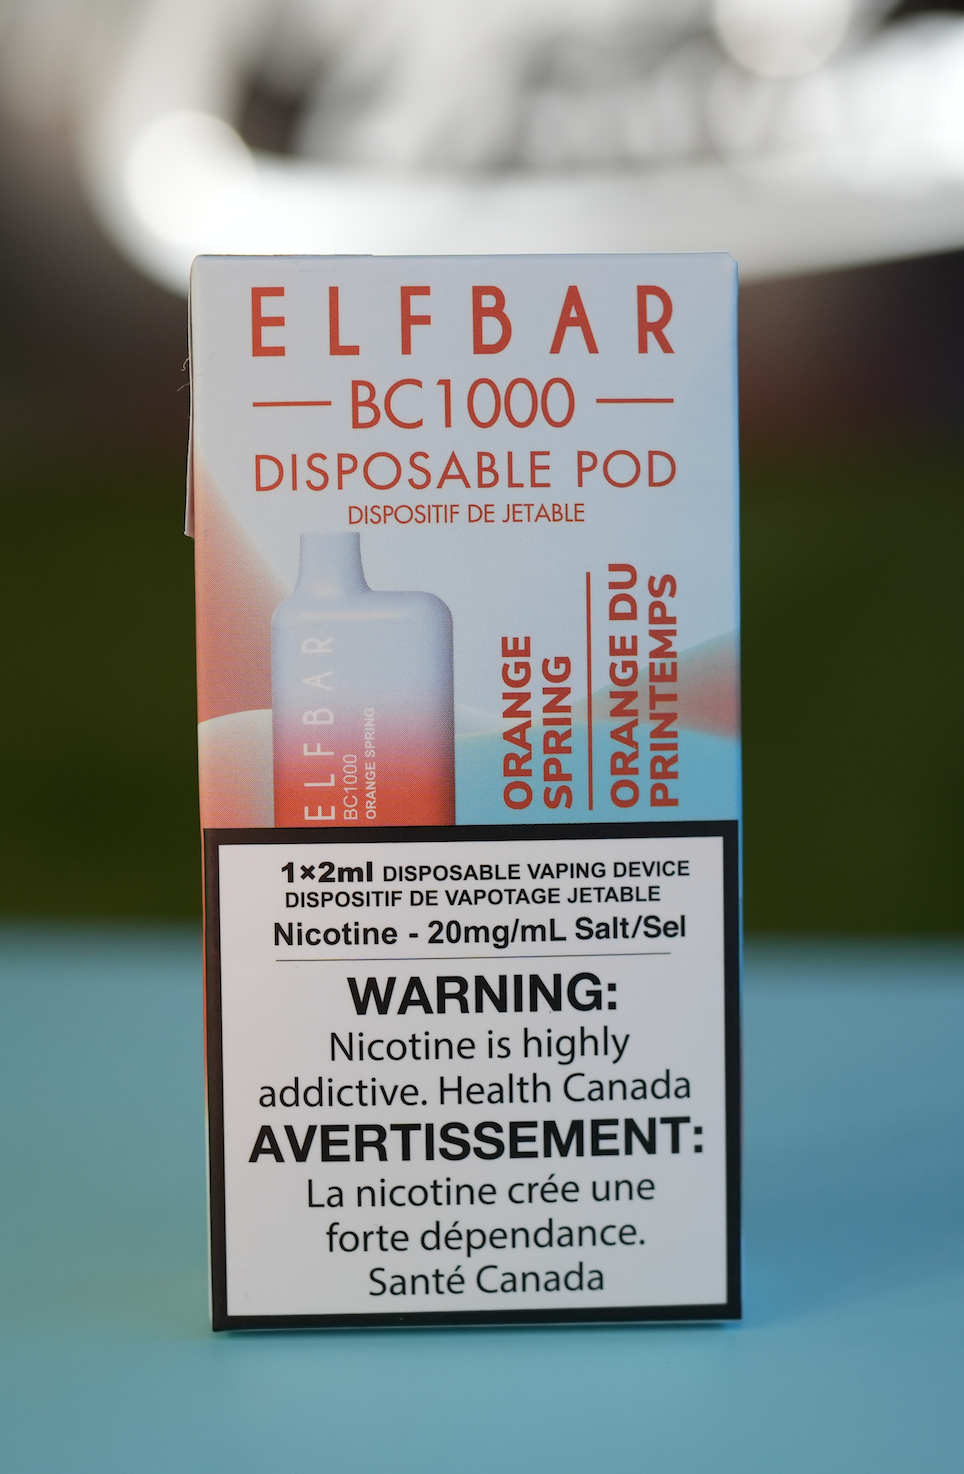 ELFBAR
BC1000
DISPOSABLE POD
DISPOSITIF DE JETABLE
ELFBAR
BC1000
ORANGE SPRING
ORANGE
SPRING
ORANGE DU
PRINTEMPS
1×2ml DISPOSABLE VAPING DEVICE
DISPOSITIF DE VAPOTAGE JETABLE
Nicotine - 20mg/mL Salt/Sel
WARNING:
Nicotine is highly
addictive. Health Canada
AVERTISSEMENT:
La nicotine crée une
forte dépendance.
Santé Canada